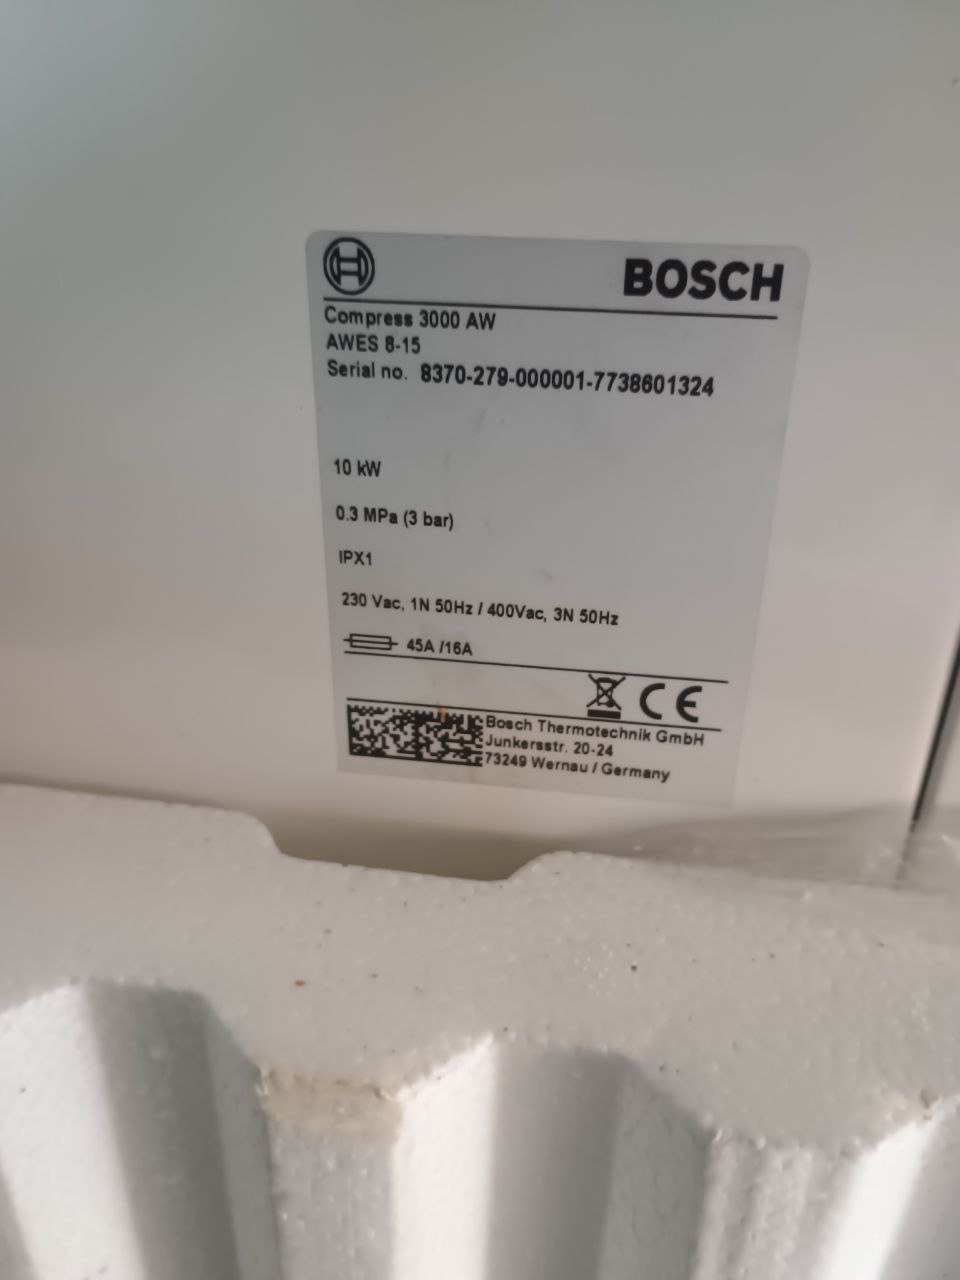 BOSCH
Compress 3000 AW
AWES 8-15
Serial no. 8370-279-000001-7738601324
10 kW
0.3 MPa (3 bar)
IPX1
230 Vac, 1N 50Hz / 400Vac, 3N 50Hz
45A /16A
CE
Bosch Thermotechnik GmbH
Junkersstr. 20-24
73249 Wernau / Germany